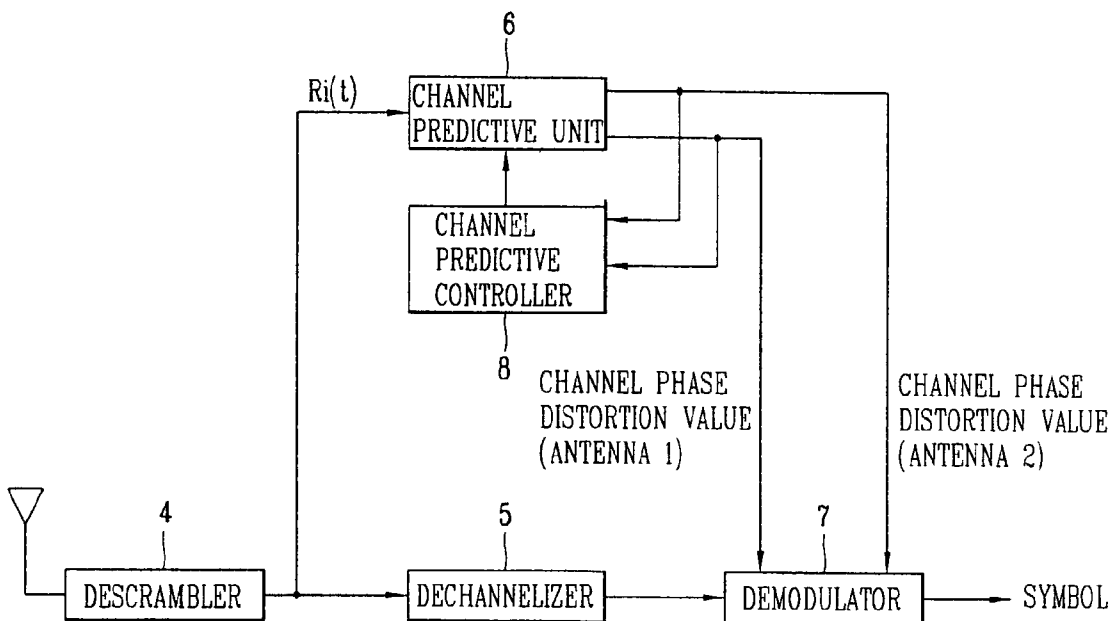 6
Ri(t)
CHANNEL
PREDICTIVE UNIT
CHANNEL
PREDICTIVE
CONTROLLER
8
CHANNEL PHASE
DISTORTION VALUE
(ANTENNA 1)
CHANNEL PHASE
DISTORTION VALUE
(ANTENNA 2)
4
5
7
DESCRAMBLER
DECHANNELIZER
DEMODULATOR
SYMBOL